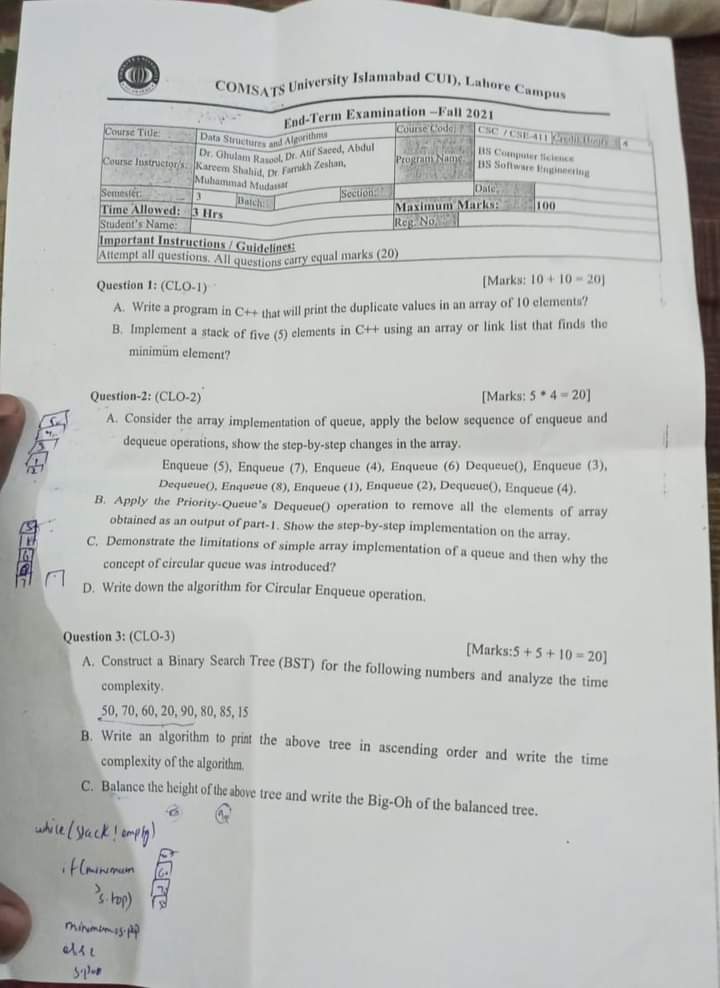 COMSATS University Islamabad CUI), Lahore Campus
End-Term Examination –Fall 2021
Course Title: Data Structures and Algorithms Course Code: CSC / CSE-411 Credit Hours 4
Course Instructor/s: Dr. Ghulam Rasool, Dr. Atif Saeed, Abdul Kareem Shahid, Dr. Farrukh Zeshan, Muhammad Mudassar Program Name BS Computer Science BS Software Engineering
Semester: 3 Batch: Section: Date:
Time Allowed: 3 Hrs Maximum Marks: 100
Student's Name: Reg. No.
Important Instructions / Guidelines:
Attempt all questions. All questions carry equal marks (20)
Question 1: (CLO-1) [Marks: 10 + 10 = 20]
A. Write a program in C++ that will print the duplicate values in an array of 10 elements?
B. Implement a stack of five (5) elements in C++ using an array or link list that finds the
minimum element?
Question-2: (CLO-2) [Marks: 5 * 4 = 20]
A. Consider the array implementation of queue, apply the below sequence of enqueue and
dequeue operations, show the step-by-step changes in the array.
Enqueue (5), Enqueue (7), Enqueue (4), Enqueue (6) Dequeue(), Enqueue (3),
Dequeue(), Enqueue (8), Enqueue (1), Enqueue (2), Dequeue(), Enqueue (4).
B. Apply the Priority-Queue's Dequeue() operation to remove all the elements of array
obtained as an output of part-1. Show the step-by-step implementation on the array.
C. Demonstrate the limitations of simple array implementation of a queue and then why the
concept of circular queue was introduced?
D. Write down the algorithm for Circular Enqueue operation.
Question 3: (CLO-3) [Marks:5 + 5 + 10 = 20]
A. Construct a Binary Search Tree (BST) for the following numbers and analyze the time
complexity.
50, 70, 60, 20, 90, 80, 85, 15
B. Write an algorithm to print the above tree in ascending order and write the time
complexity of the algorithm.
C. Balance the height of the above tree and write the Big-Oh of the balanced tree.
while(stack!empty)
if(minimum
s.top)
else